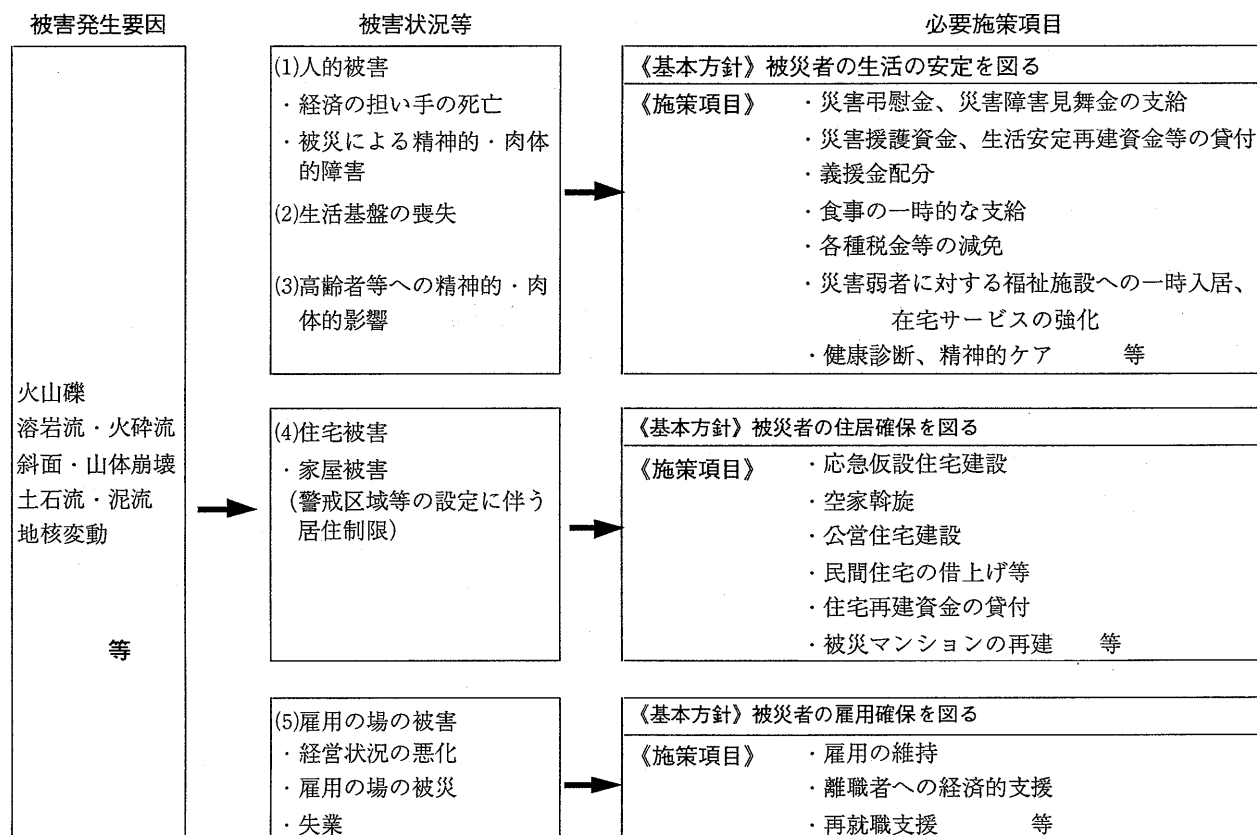 被害発生要因
被害状況等
必要施策項目
火山礫
溶岩流・火砕流
斜面・山体崩壊
土石流・泥流
地核変動
等
(1)人的被害
・経済の担い手の死亡
・被災による精神的・肉体
的障害
(2)生活基盤の喪失
(3)高齢者等への精神的・肉
体的影響
《基本方針》被災者の生活の安定を図る
《施策項目》 ・災害弔慰金、災害障害見舞金の支給
・災害援護資金、生活安定再建資金等の貸付
・義援金配分
・食事の一時的な支給
・各種税金等の減免
・災害弱者に対する福祉施設への一時入居、
在宅サービスの強化
・健康診断、精神的ケア 等
(4)住宅被害
・家屋被害
(警戒区域等の設定に伴う
居住制限)
《基本方針》被災者の住居確保を図る
《施策項目》 ・応急仮設住宅建設
・空家斡旋
・公営住宅建設
・民間住宅の借上げ等
・住宅再建資金の貸付
・被災マンションの再建 等
(5)雇用の場の被害
・経営状況の悪化
・雇用の場の被災
・失業
《基本方針》被災者の雇用確保を図る
《施策項目》 ・雇用の維持
・離職者への経済的支援
・再就職支援 等